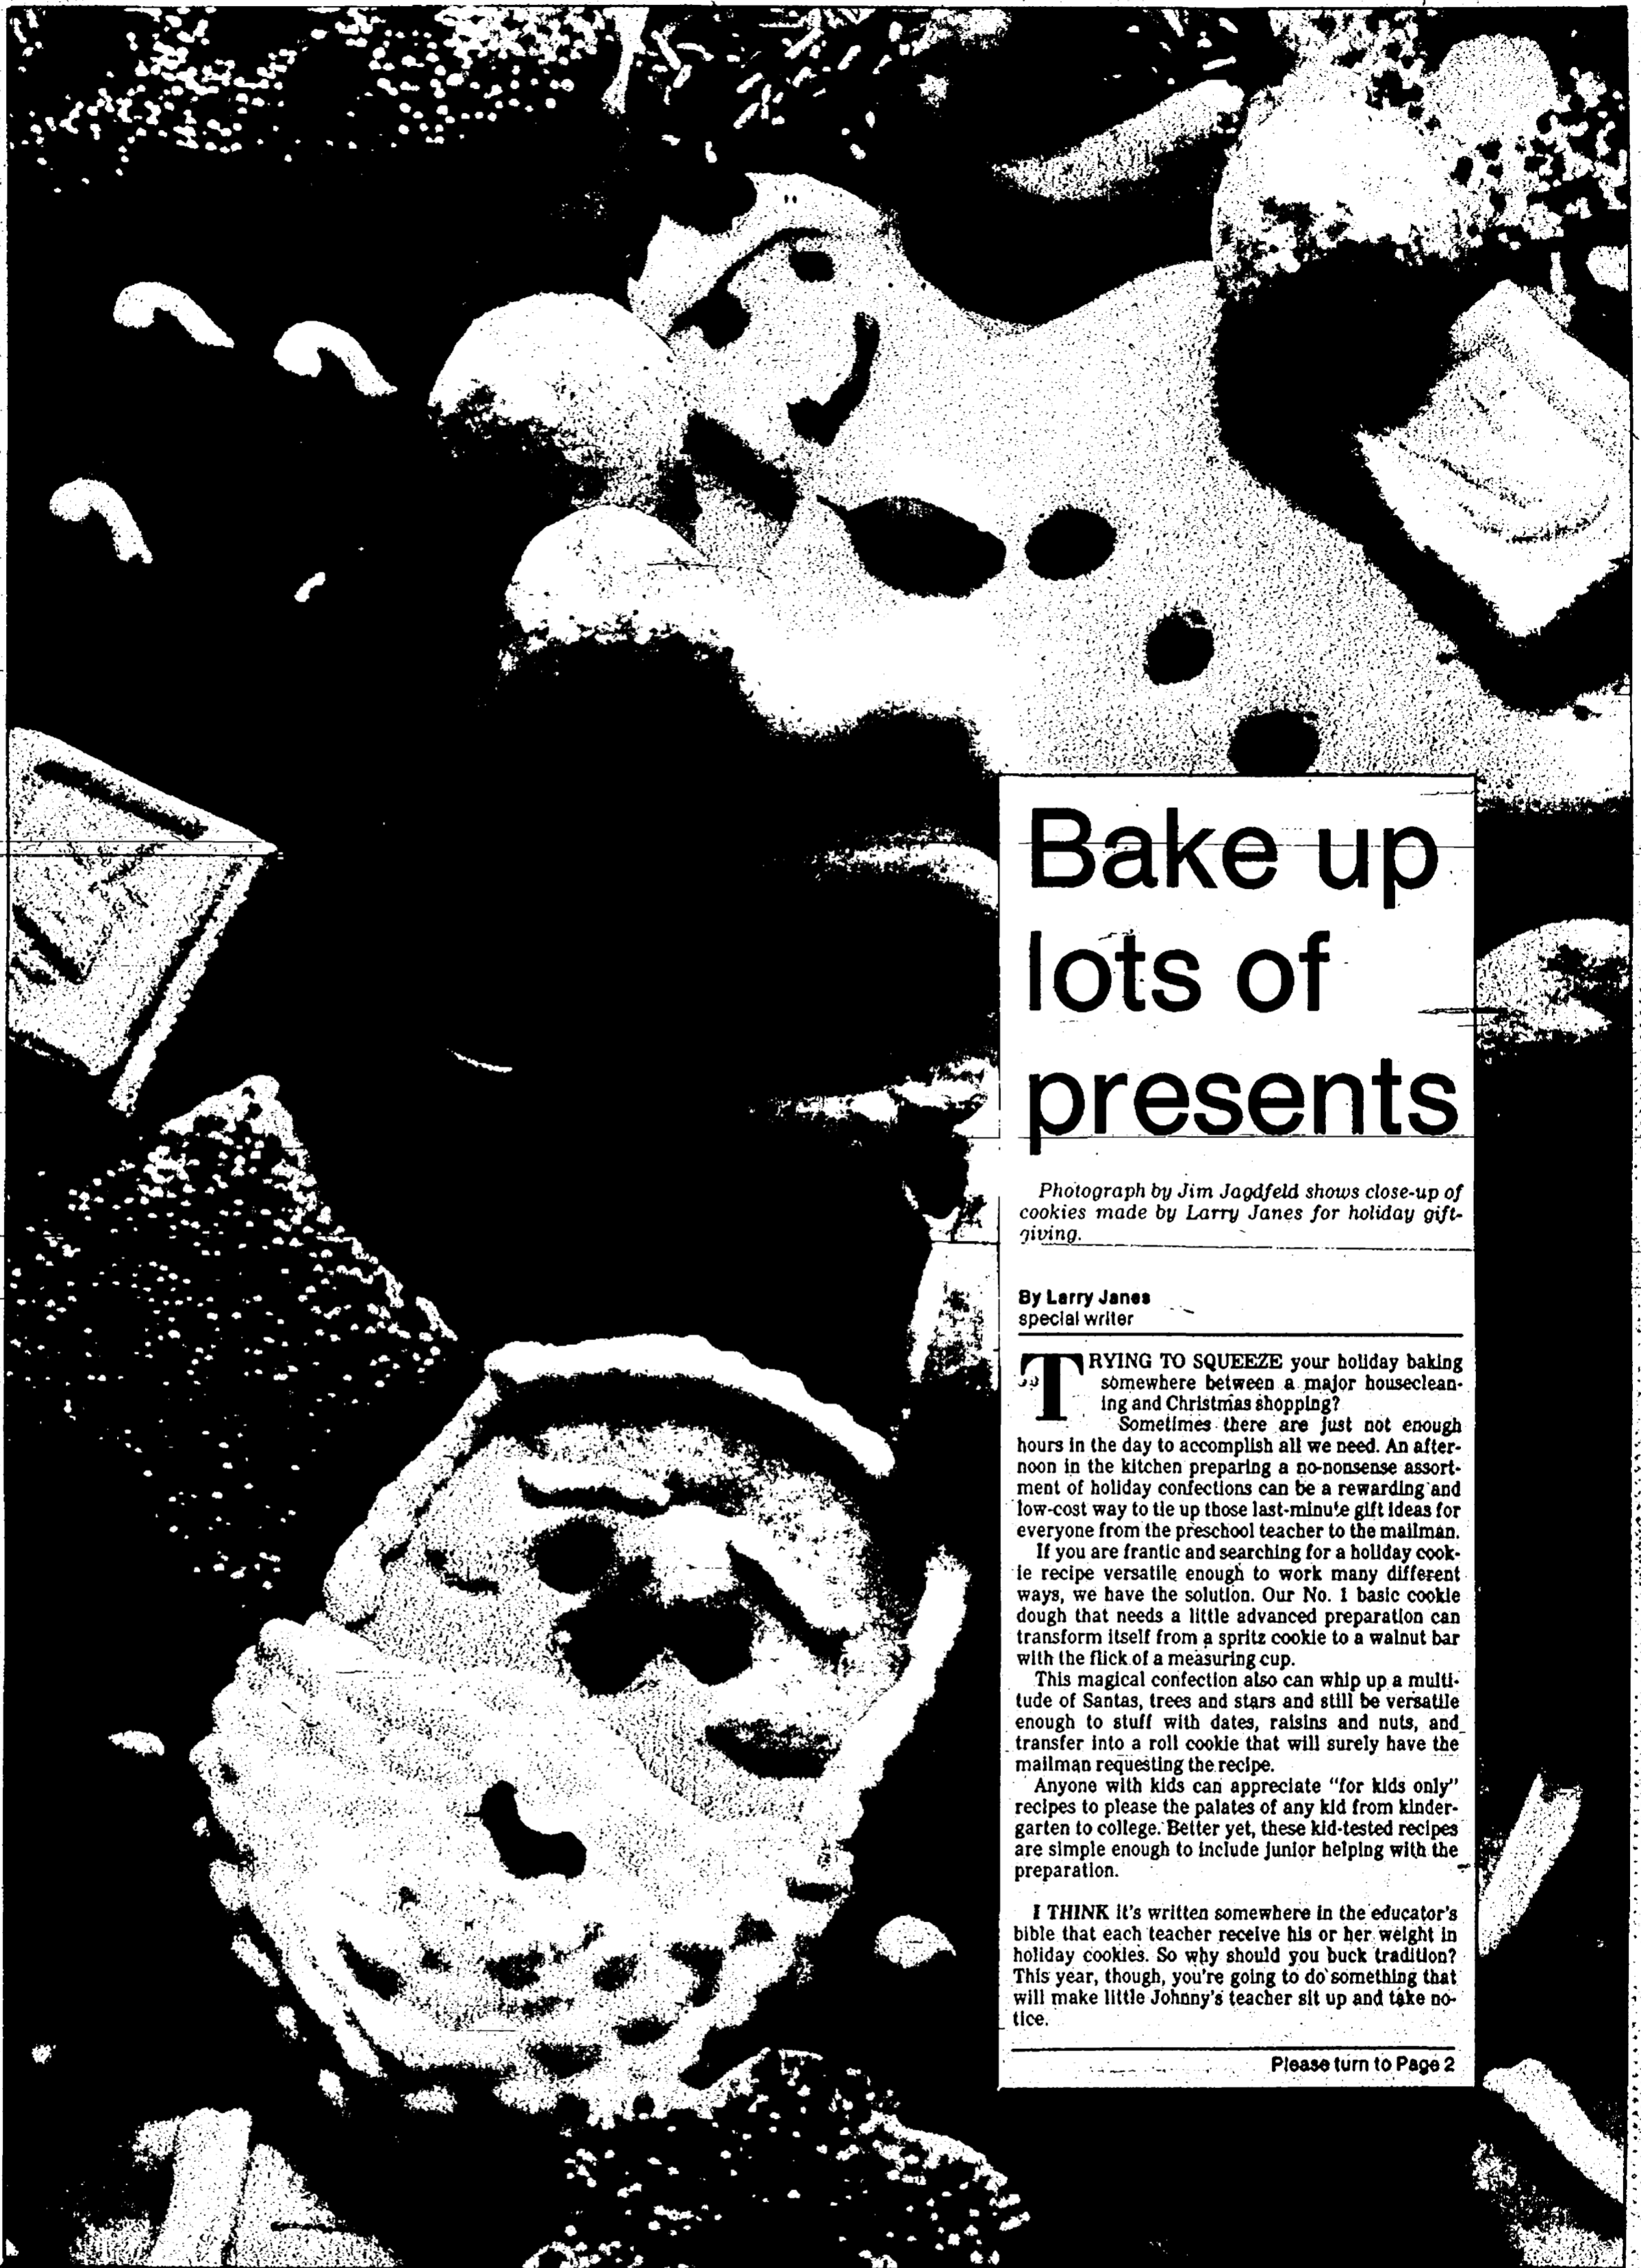 Bake up
lots of
presents
Photograph by Jim Jagdfeld shows close-up of
cookies made by Larry Janes for holiday gift-
giving.
By Larry Janes
special writer
TRYING TO SQUEEZE your holiday baking
somewhere between a major houseclean-
ing and Christmas shopping?
Sometimes there are just not enough
hours in the day to accomplish all we need. An after-
noon in the kitchen preparing a no-nonsense assort-
ment of holiday confections can be a rewarding and
low-cost way to tie up those last-minute gift ideas for
everyone from the preschool teacher to the mailman.
If you are frantic and searching for a holiday cook-
ie recipe versatile enough to work many different
ways, we have the solution. Our No. 1 basic cookie
dough that needs a little advanced preparation can
transform itself from a spritz cookie to a walnut bar
with the flick of a measuring cup.
This magical confection also can whip up a multi-
tude of Santas, trees and stars and still be versatile
enough to stuff with dates, raisins and nuts, and
transfer into a roll cookie that will surely have the
mailman requesting the recipe.
Anyone with kids can appreciate "for kids only"
recipes to please the palates of any kid from kinder-
garten to college. Better yet, these kid-tested recipes
are simple enough to include junior helping with the
preparation.
I THINK it's written somewhere in the educator's
bible that each teacher receive his or her weight in
holiday cookies. So why should you buck tradition?
This year, though, you're going to do something that
will make little Johnny's teacher sit up and take no-
tice.
Please turn to Page 2